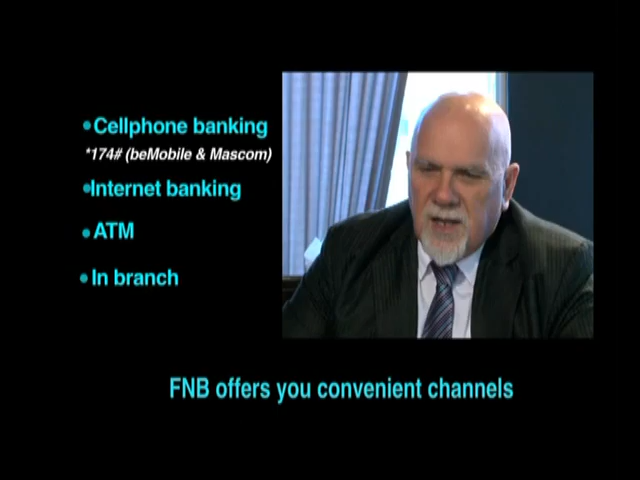 •Cellphone banking
*174# (beMobile & Mascom)
•Internet banking
•ATM
•In branch
FNB offers you convenient channels